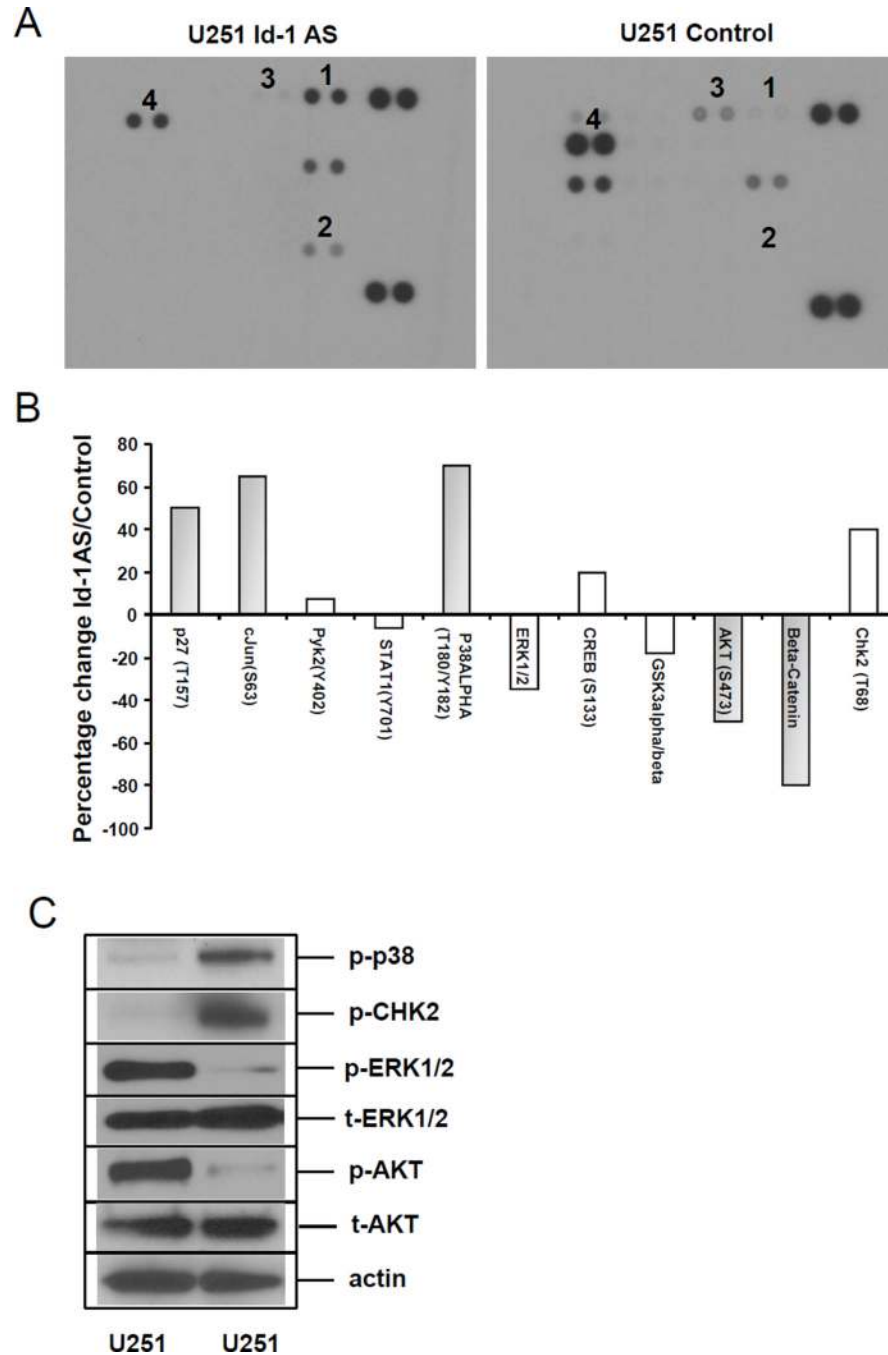 A
U251 Id-1 AS
U251 Control
4
3
1
2
4
3
1
2
B
Percentage change Id-1AS/Control
80
60
40
20
0
-20
-40
-60
-80
-100
p27 (T157)
cJun(S63)
Pyk2(Y402)
STAT1(Y701)
P38ALPHA
(T180/Y182)
ERK1/2
CREB (S133)
GSK3alpha/beta
AKT (S473)
Beta-Catenin
Chk2 (T68)
C
p-p38
p-CHK2
p-ERK1/2
t-ERK1/2
p-AKT
t-AKT
actin
U251 U251